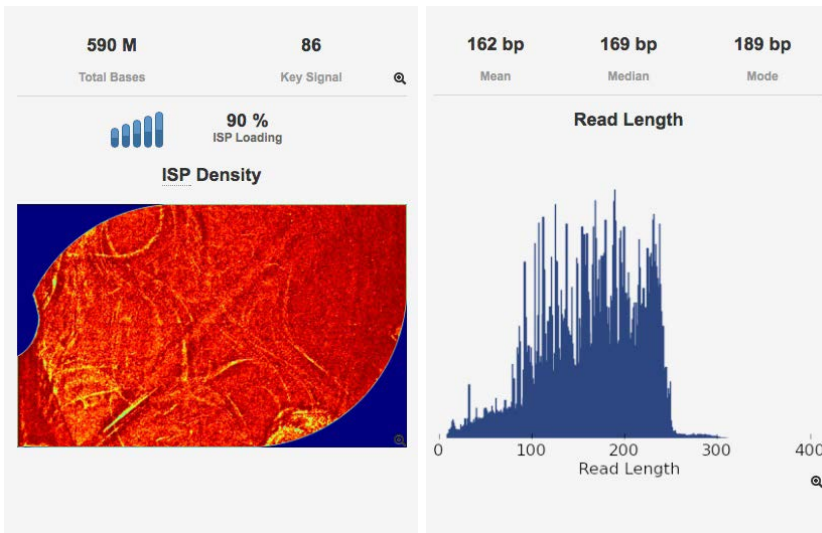 590 M
86
Total Bases
Key Signal
90 %
ISP Loading
ISP Density
162 bp
169 bp
189 bp
Mean
Median
Mode
Read Length
0
100
200
300
400
Read Length